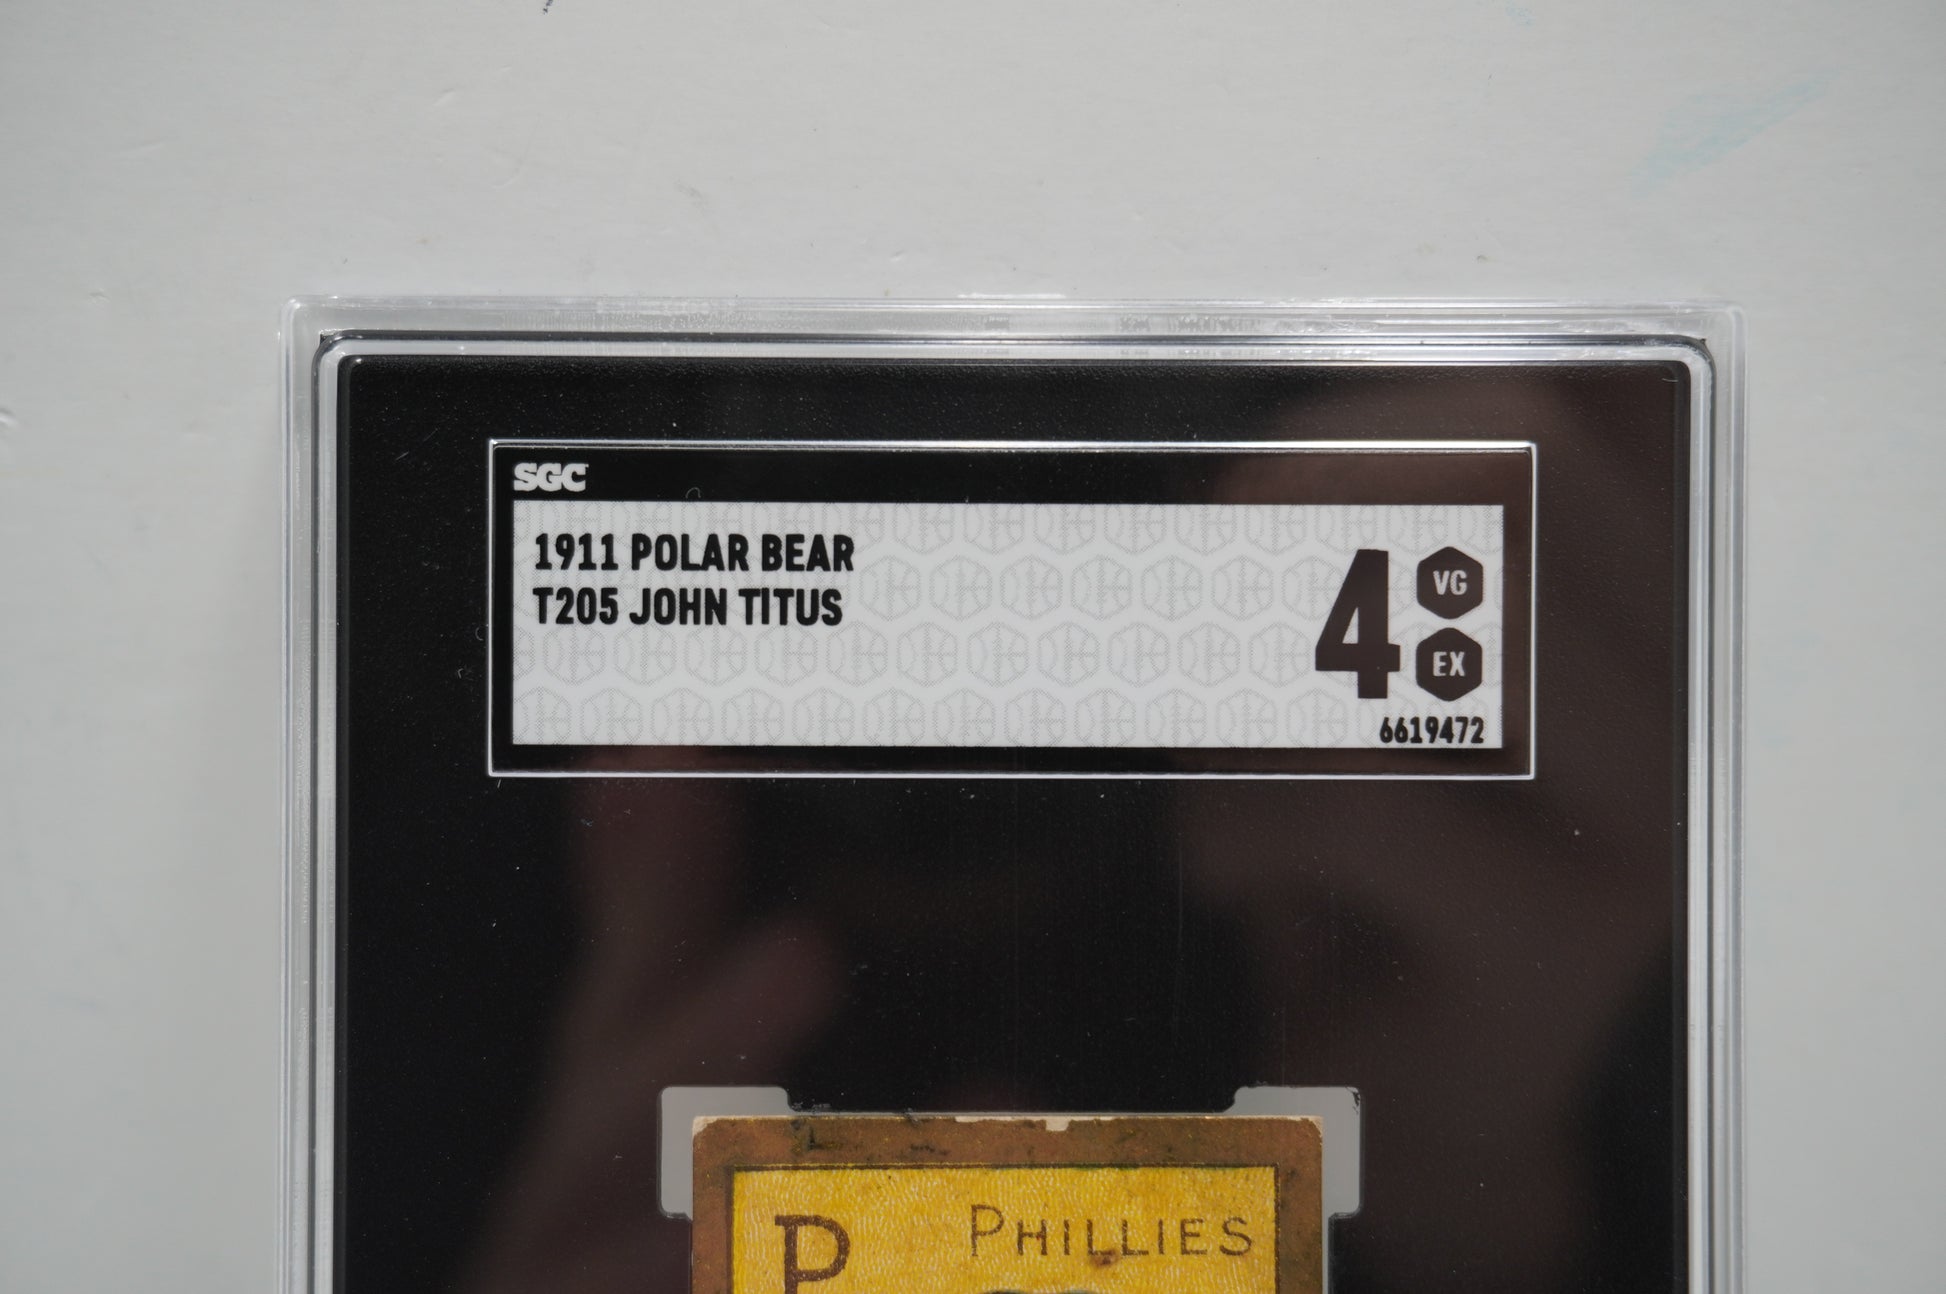 SGC
1911 POLAR BEAR
T205 JOHN TITUS
4
VG
EX
6619472
P
PHILLIES